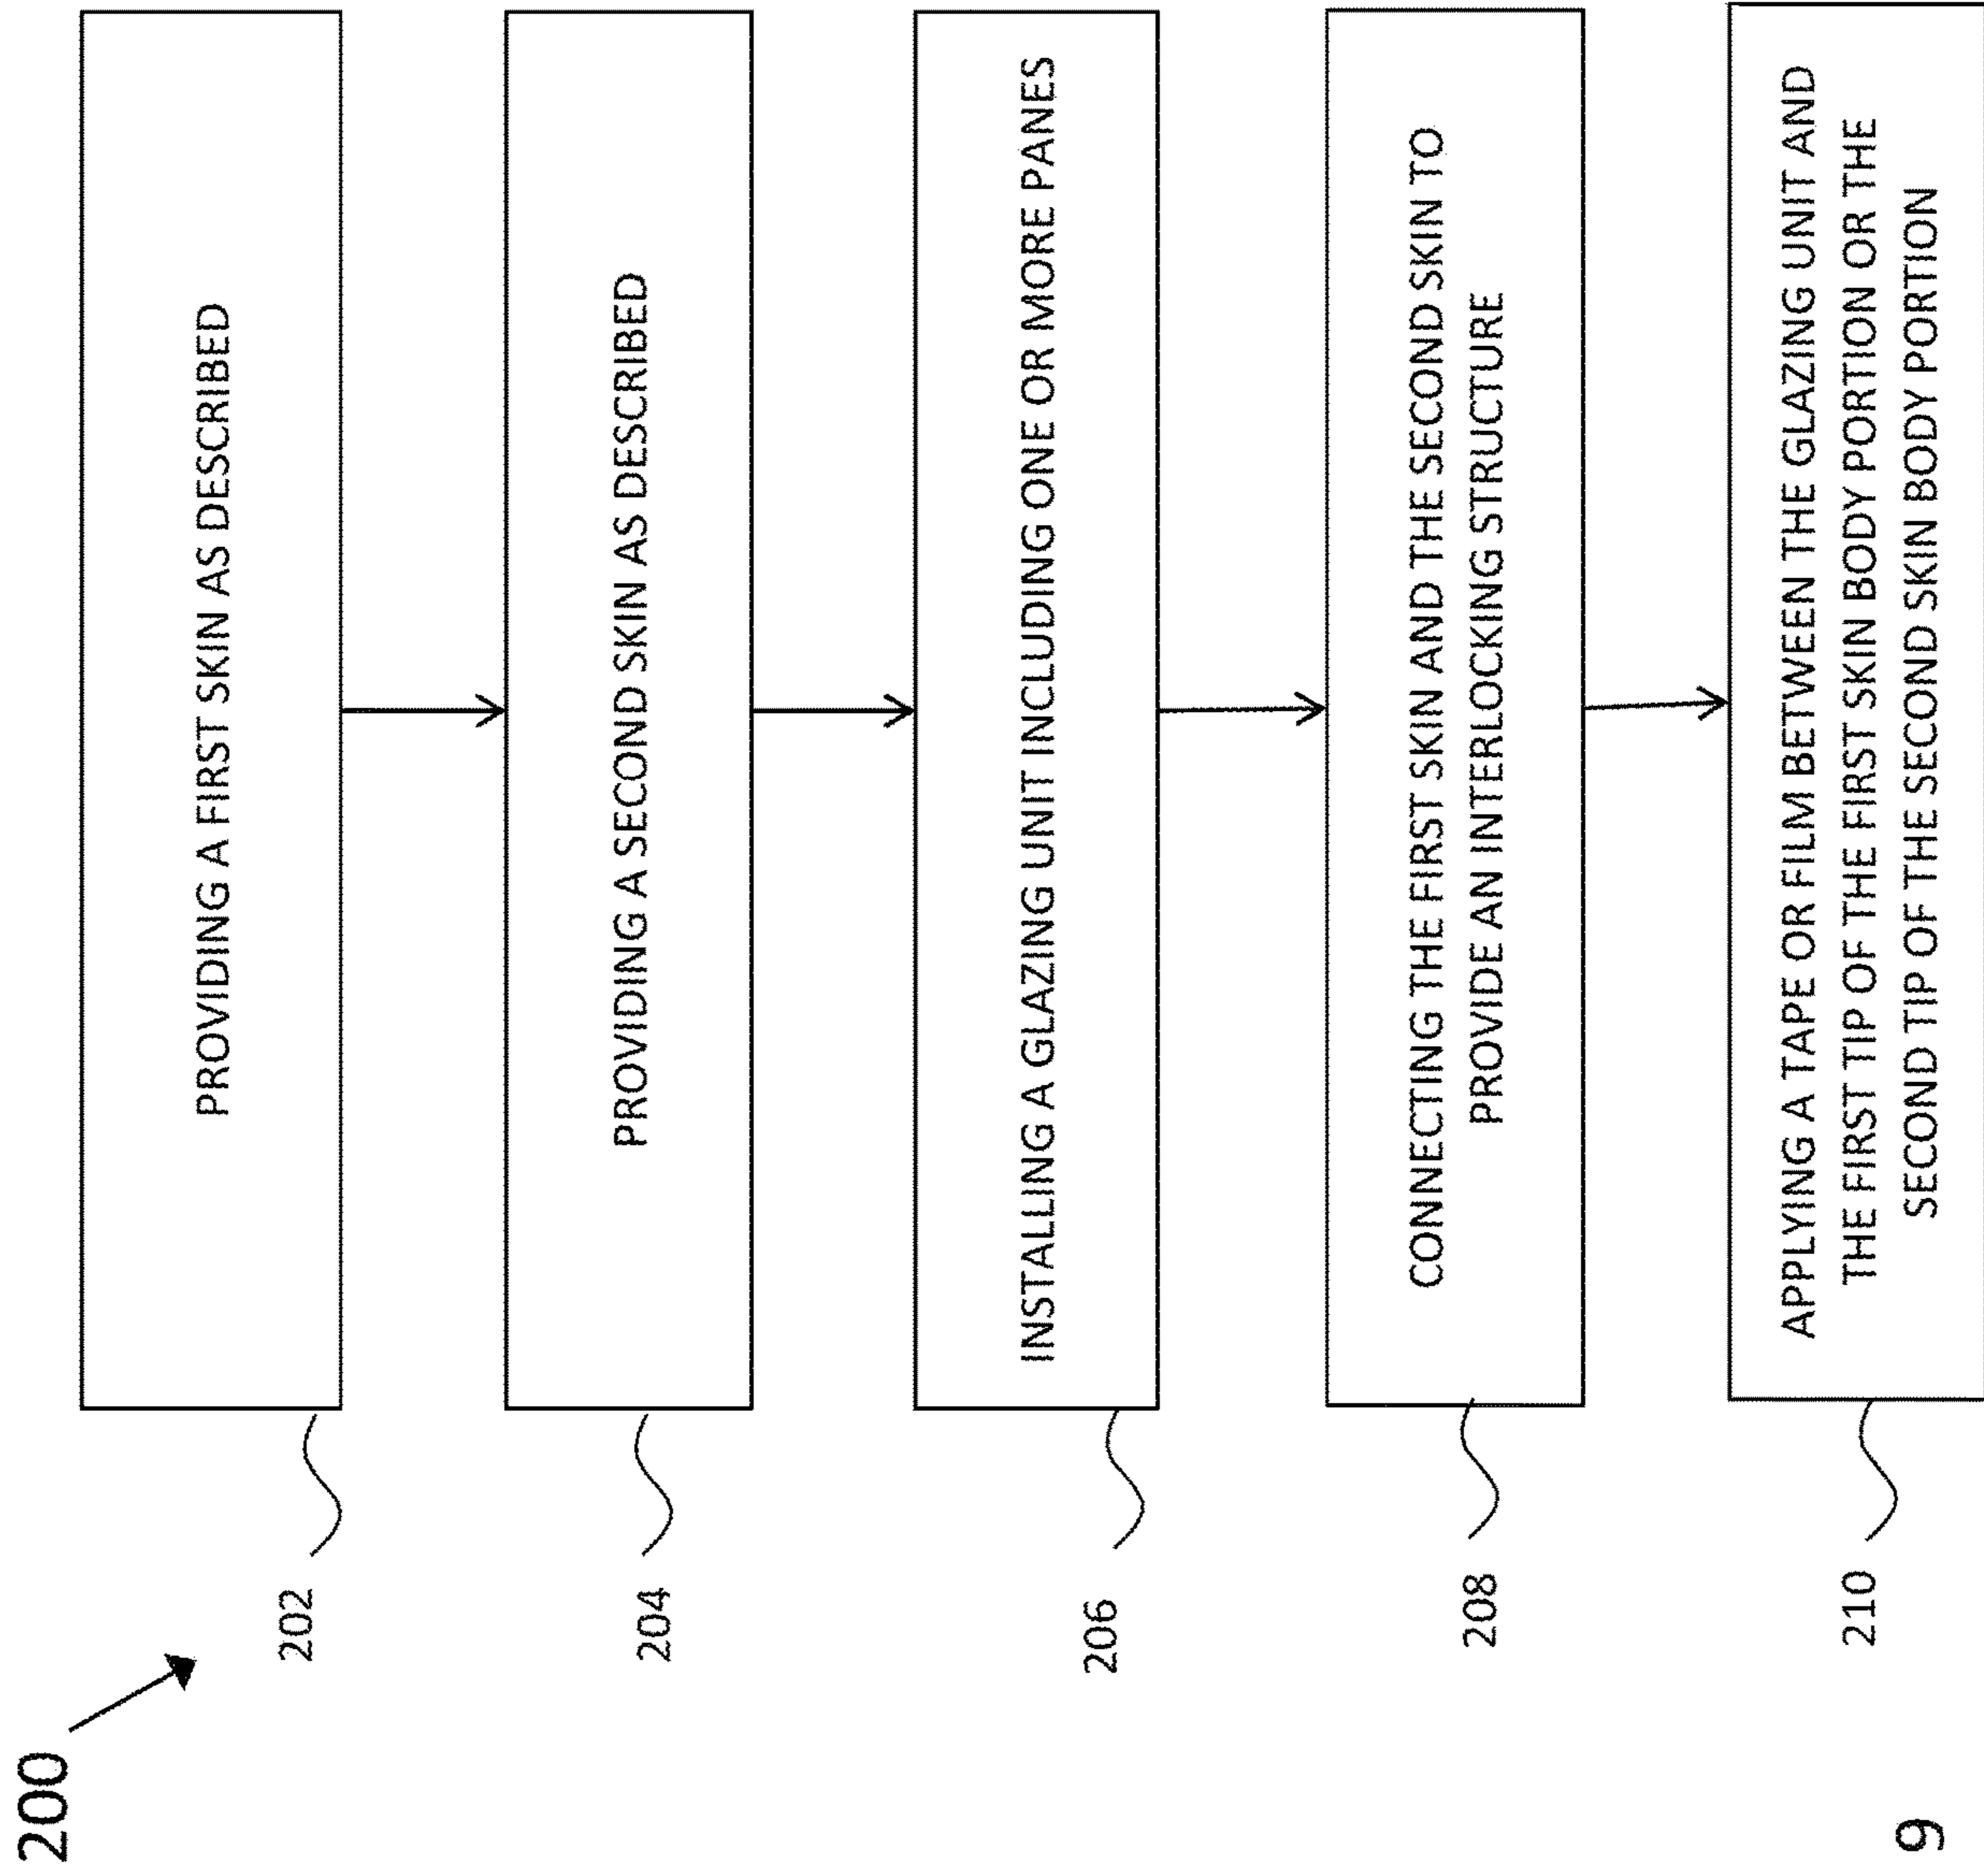 200
202
PROVIDING A FIRST SKIN AS DESCRIBED
204
PROVIDING A SECOND SKIN AS DESCRIBED
206
INSTALLING A GLAZING UNIT INCLUDING ONE OR MORE PANES
208
CONNECTING THE FIRST SKIN AND THE SECOND SKIN TO
PROVIDE AN INTERLOCKING STRUCTURE
210
APPLYING A TAPE OR FILM BETWEEN THE GLAZING UNIT AND
THE FIRST TIP OF THE FIRST SKIN BODY PORTION OR THE
SECOND TIP OF THE SECOND SKIN BODY PORTION
9